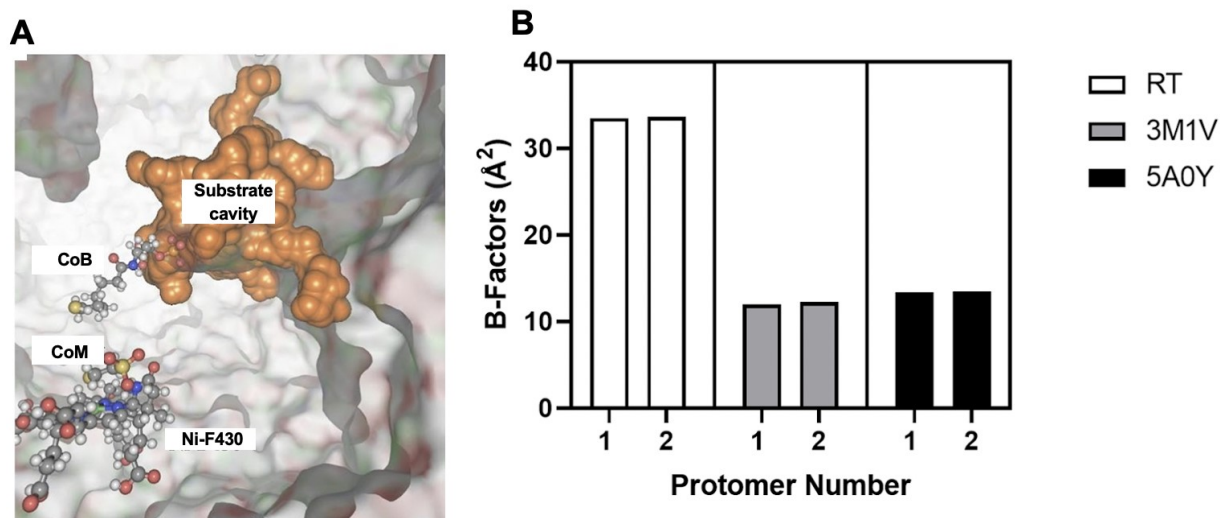 A
Substrate
cavity
CoB
CoM
Ni-F430
B
B-Factors (Å²)
40
30
20
10
0
1 2 1 2 1 2
Protomer Number
RT
3M1V
5A0Y